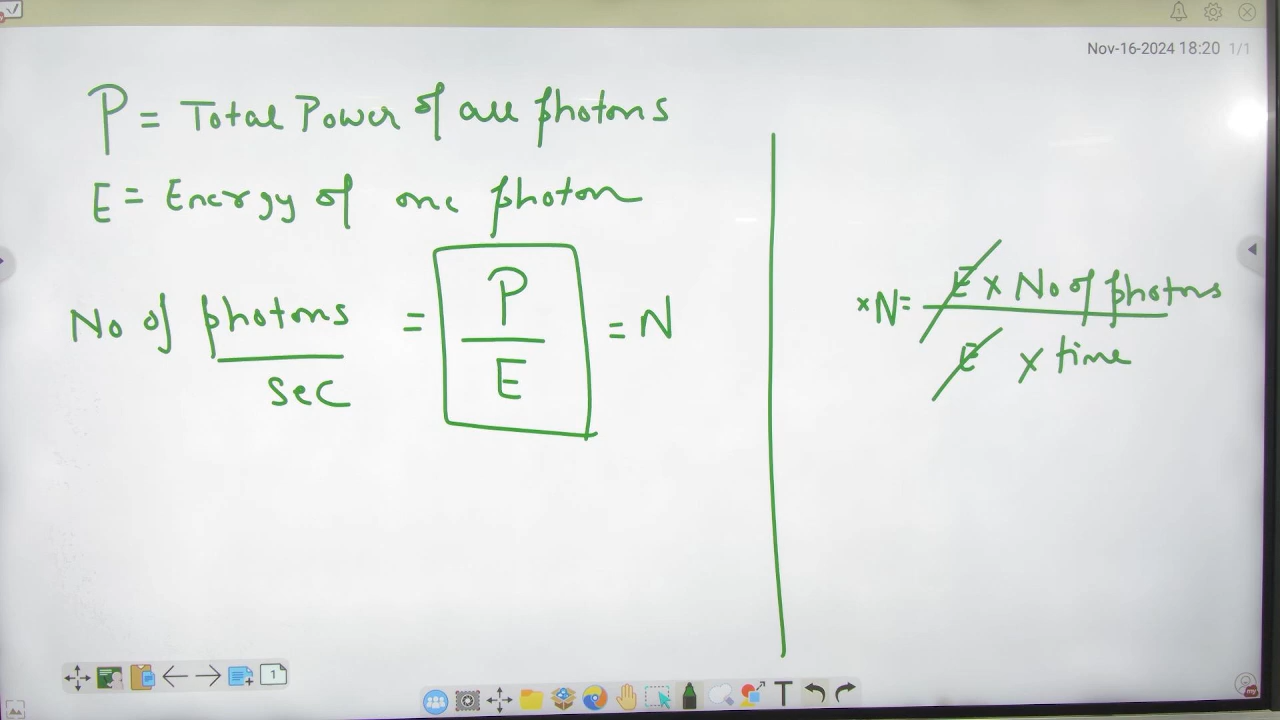 Nov-16-2024 18:20 1/1
P = Total Power of all photons
E = Energy of one photon
No of photons / sec = P / E = N
* N = E x No of photons / E x time
1
T